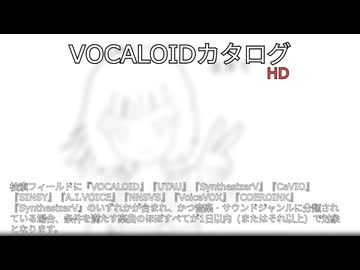 VOCALOIDカタログ
HD
検索フィールドに『VOCALOID』『UTAU』『SynthesizerV』『CeVIO』
『SINSY』『A.I.VOICE』『NNSVS』『VoiceVOX』『COEROINK』
『SynthesizerV』のいずれかが含まれ、かつ音楽・サウンドジャンルに分類され
ている場合、条件を満たす楽曲のほぼすべてが1日以内（またはそれ以上）で対象
となります。